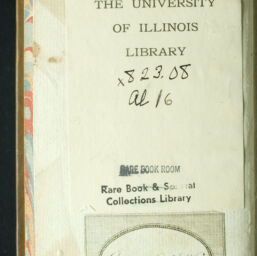 THE UNIVERSITY
OF ILLINOIS
LIBRARY
x823.08
Al 16
RARE BOOK ROOM
Rare Book & Special
Collections Library